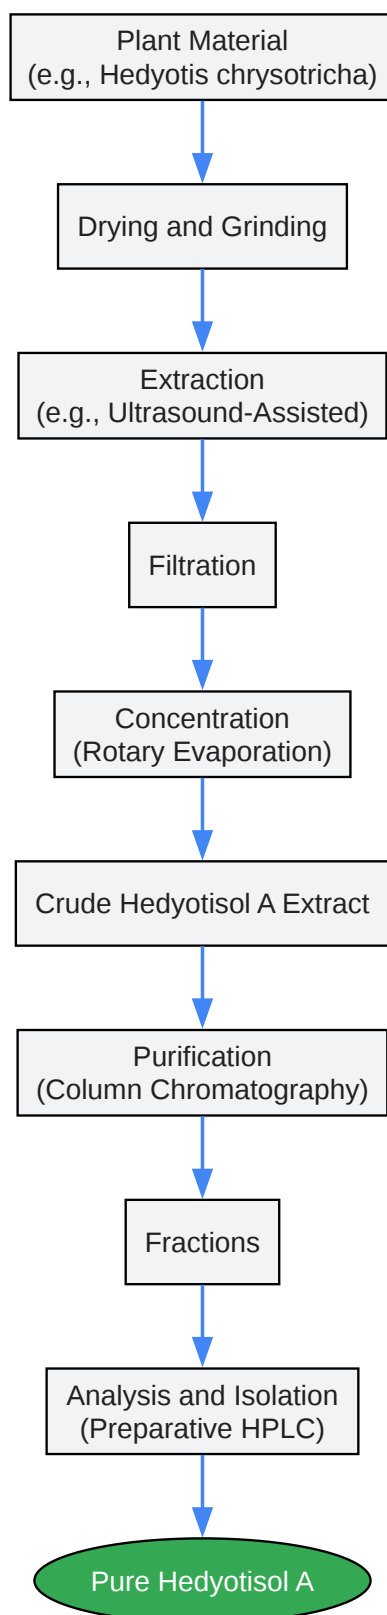 Plant Material
(e.g., Hedyotis chrysotricha)
Drying and Grinding
Extraction
(e.g., Ultrasound-Assisted)
Filtration
Concentration
(Rotary Evaporation)
Crude Hedyotisol A Extract
Purification
(Column Chromatography)
Fractions
Analysis and Isolation
(Preparative HPLC)
Pure Hedyotisol A